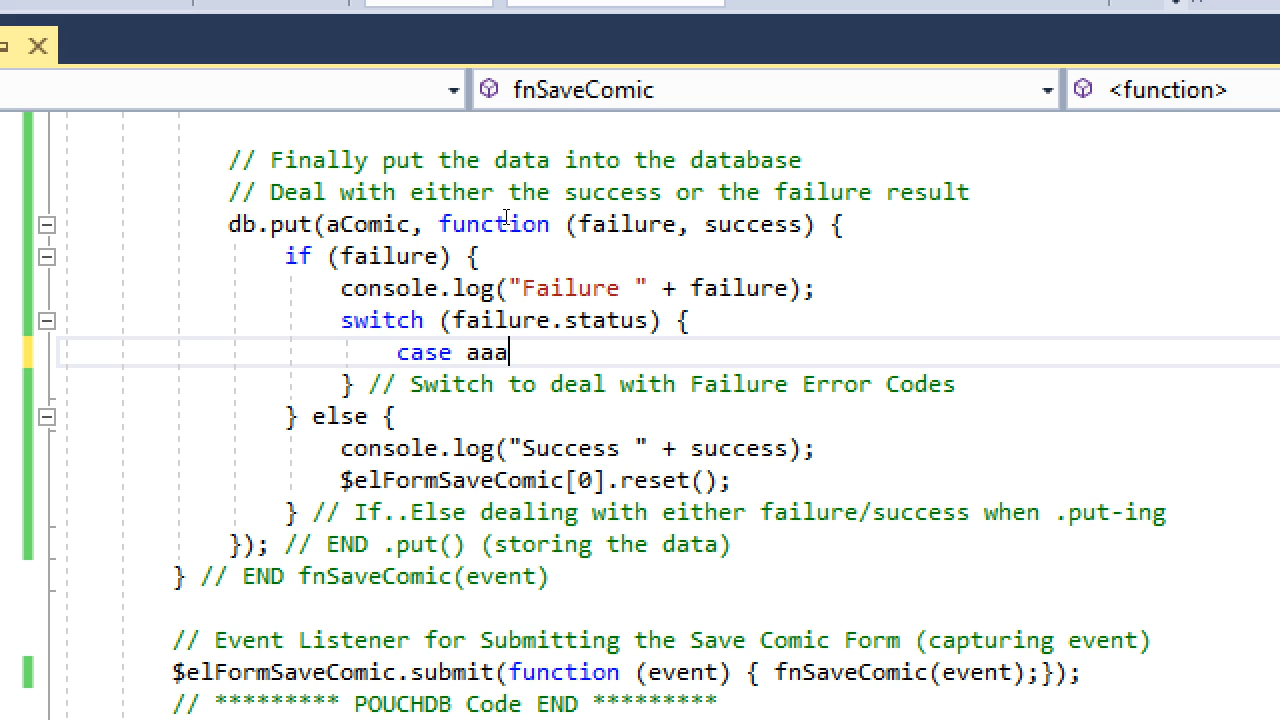 fnSaveComic <function>
// Finally put the data into the database
// Deal with either the success or the failure result
db.put(aComic, function (failure, success) {
if (failure) {
console.log("Failure " + failure);
switch (failure.status) {
case aaa
} // Switch to deal with Failure Error Codes
} else {
console.log("Success " + success);
$elFormSaveComic[0].reset();
} // If..Else dealing with either failure/success when .put-ing
}); // END .put() (storing the data)
} // END fnSaveComic(event)
// Event Listener for Submitting the Save Comic Form (capturing event)
$elFormSaveComic.submit(function (event) { fnSaveComic(event);});
// ********* POUCHDB Code END *********